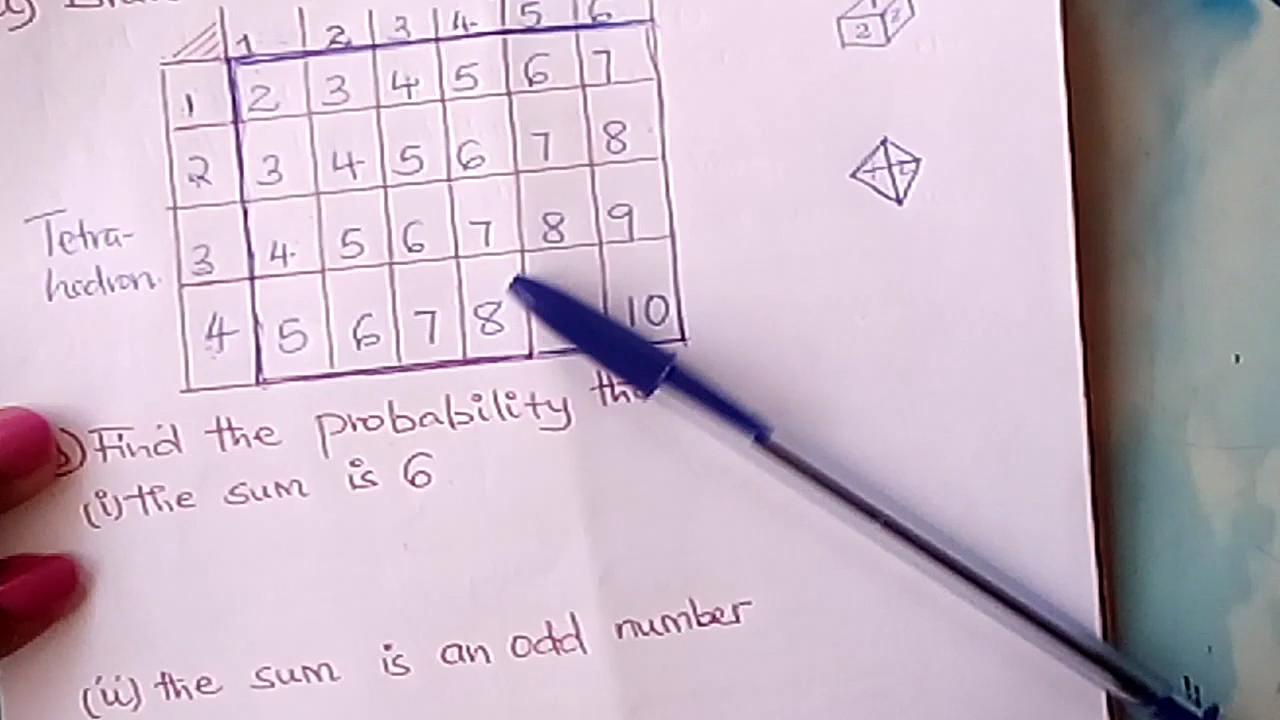 1 2 3 4 5 6
1 2 3 4 5 6 7
2 3 4 5 6 7 8
3 4 5 6 7 8 9
4 5 6 7 8 10
Tetra-
hedron
2
Find the probability
(i) the sum is 6
(ii) the sum is an odd number